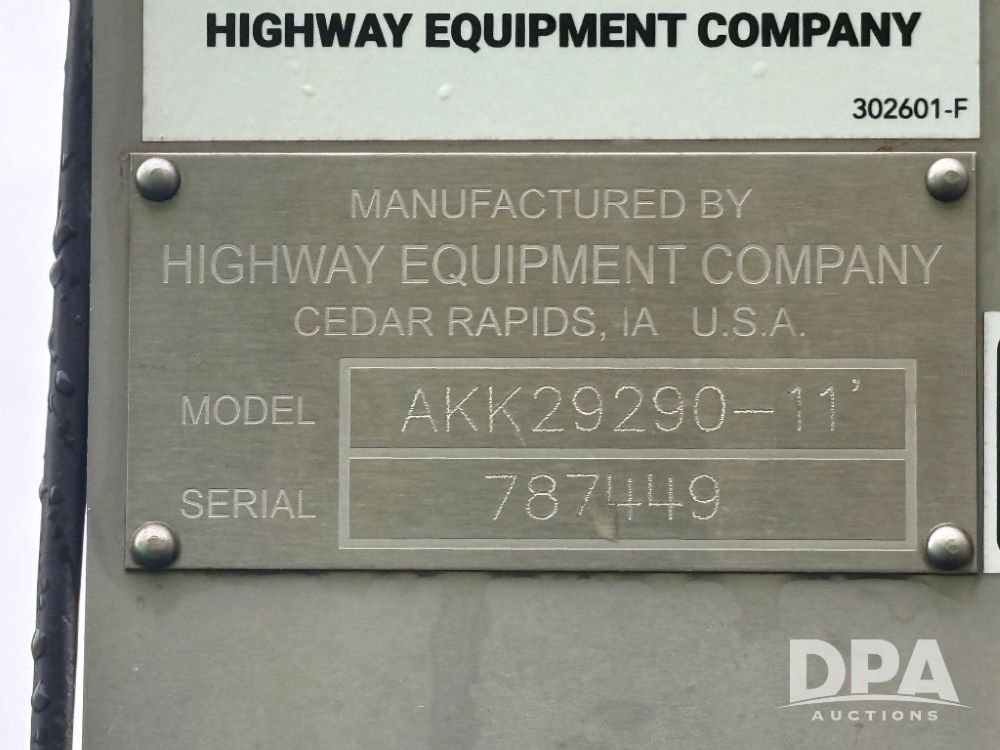 HIGHWAY EQUIPMENT COMPANY
302601-F
MANUFACTURED BY
HIGHWAY EQUIPMENT COMPANY
CEDAR RAPIDS, IA U.S.A.
MODEL AKK29290-11'
SERIAL 787449
DPA
AUCTIONS